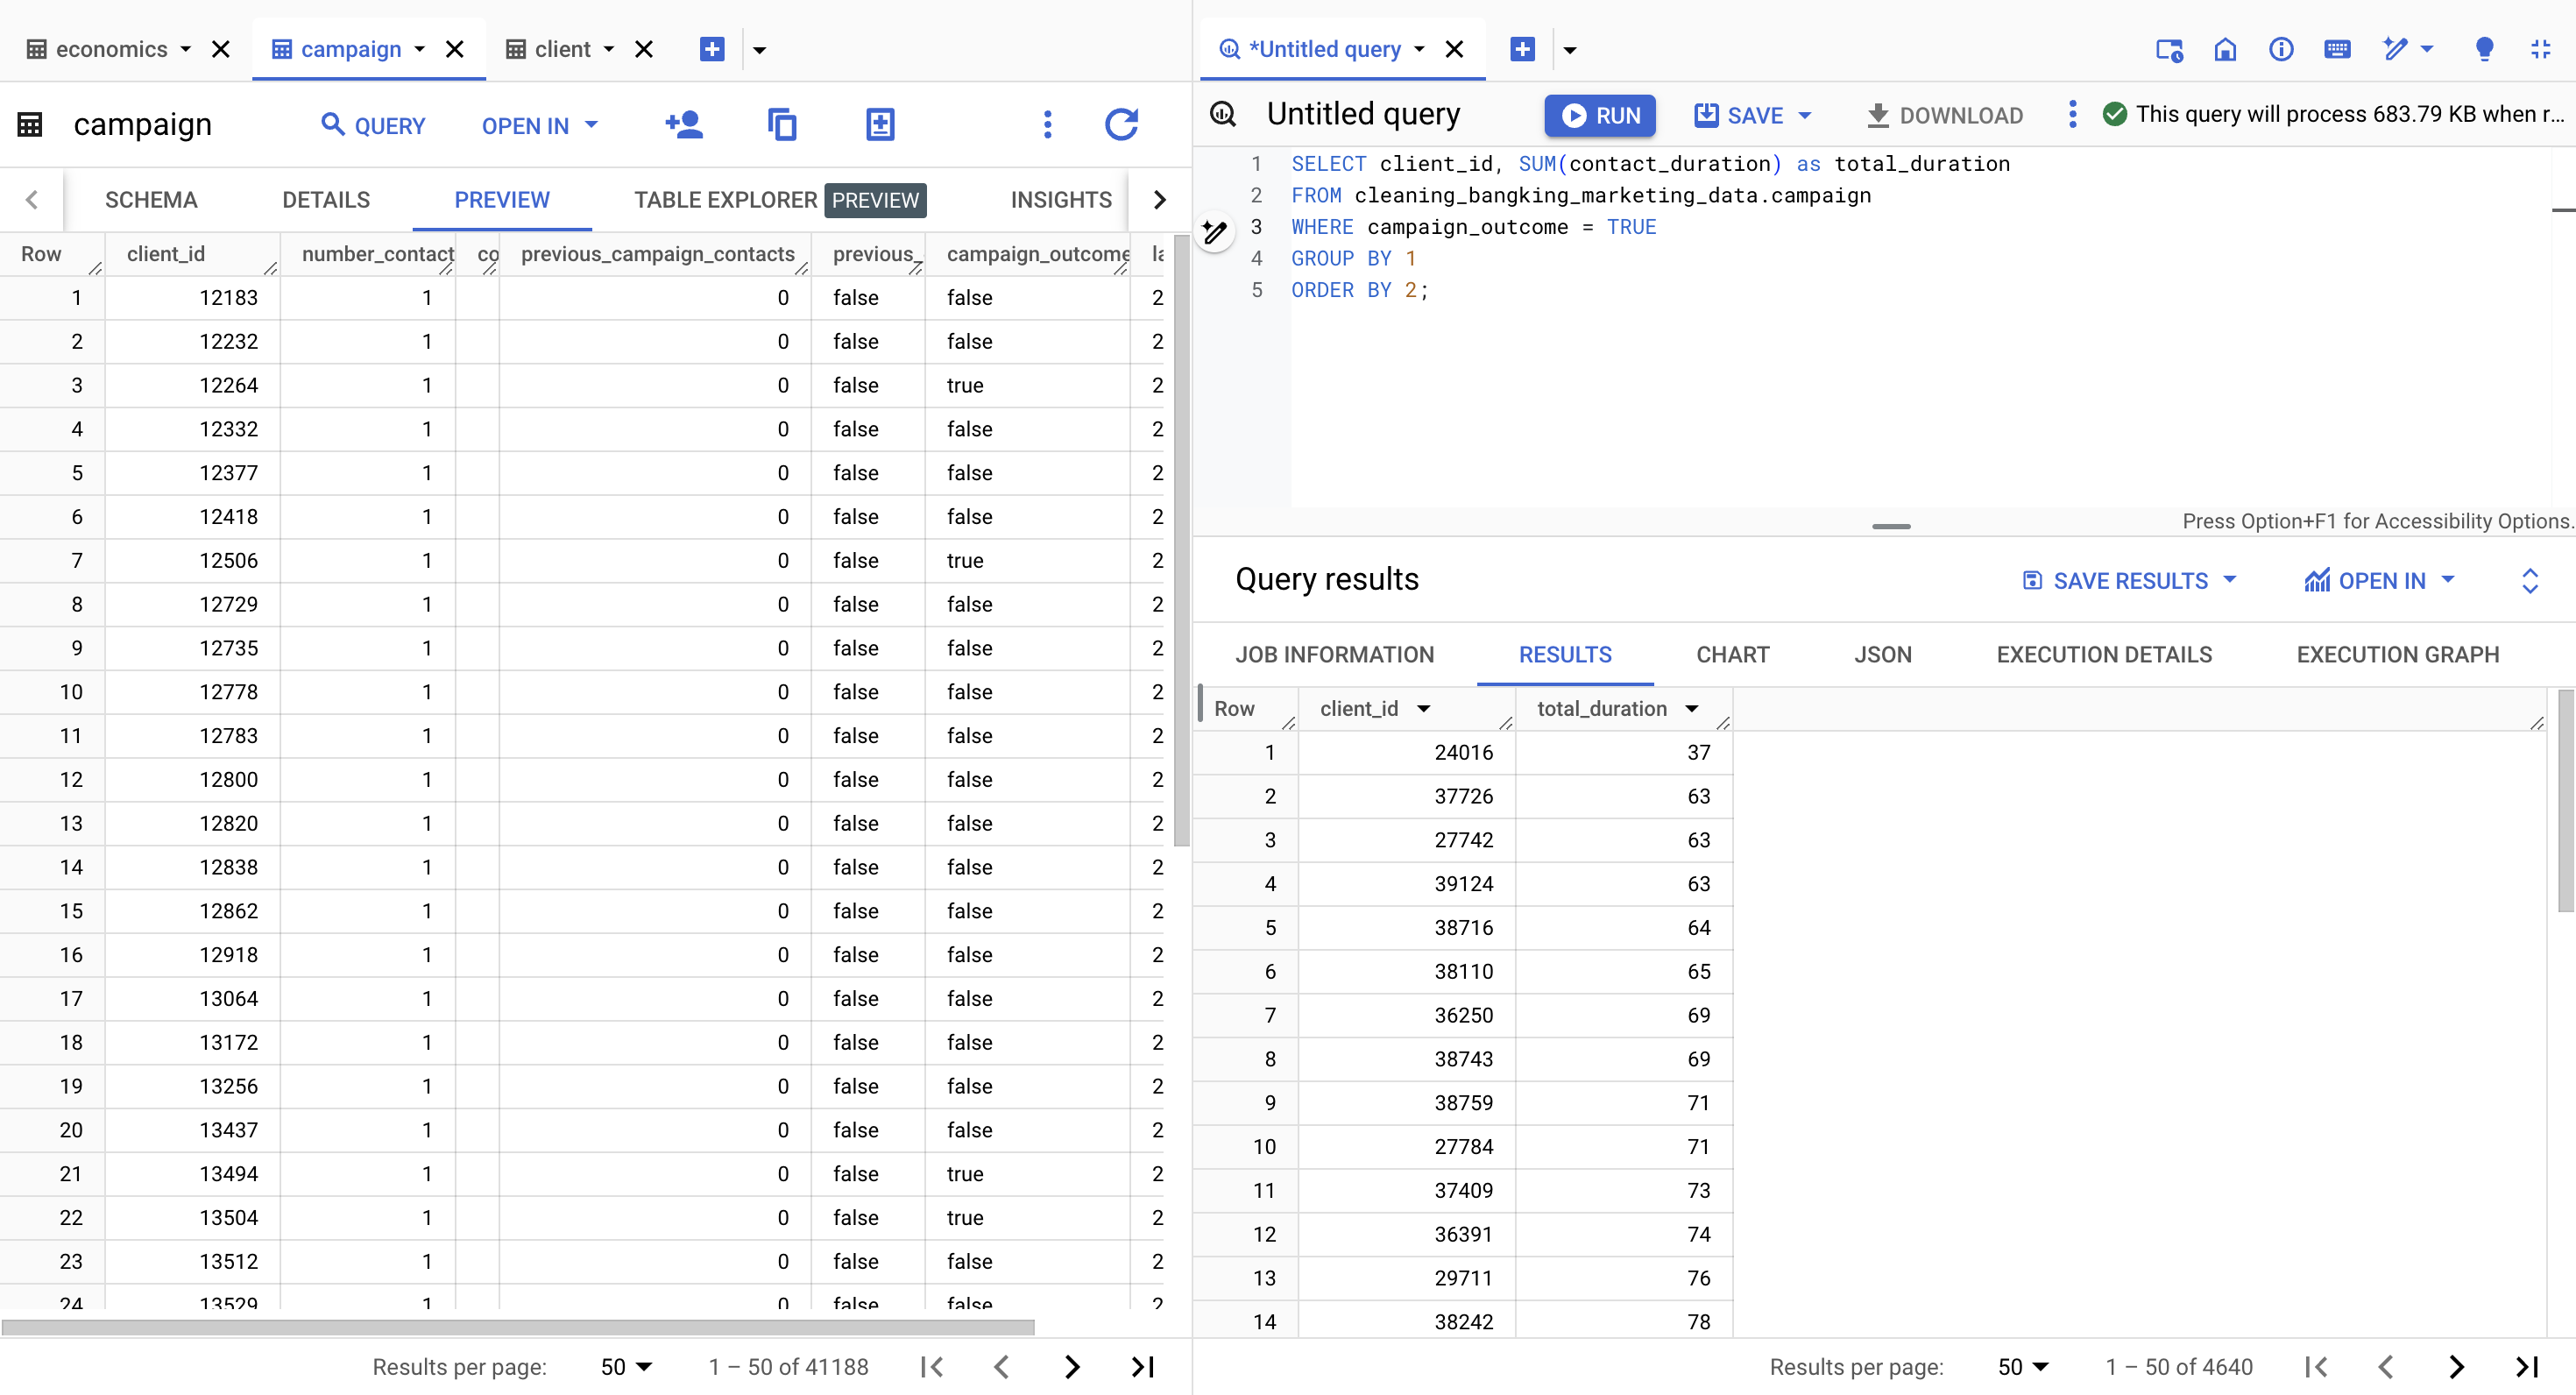 economics
campaign
client
campaign
QUERY
OPEN IN
SCHEMA DETAILS PREVIEW TABLE EXPLORER PREVIEW INSIGHTS
Row client_id number_contact co previous_campaign_contacts previous_ campaign_outcome la
1 12183 1 0 false false 2
2 12232 1 0 false false 2
3 12264 1 0 false true 2
4 12332 1 0 false false 2
5 12377 1 0 false false 2
6 12418 1 0 false false 2
7 12506 1 0 false true 2
8 12729 1 0 false false 2
9 12735 1 0 false false 2
10 12778 1 0 false false 2
11 12783 1 0 false false 2
12 12800 1 0 false false 2
13 12820 1 0 false false 2
14 12838 1 0 false false 2
15 12862 1 0 false false 2
16 12918 1 0 false false 2
17 13064 1 0 false false 2
18 13172 1 0 false false 2
19 13256 1 0 false false 2
20 13437 1 0 false false 2
21 13494 1 0 false true 2
22 13504 1 0 false true 2
23 13512 1 0 false false 2
24 13529 1 0 false false 2
Results per page: 50 1 – 50 of 41188
*Untitled query
Untitled query
RUN
SAVE
DOWNLOAD
This query will process 683.79 KB when r...
1 SELECT client_id, SUM(contact_duration) as total_duration
2 FROM cleaning_bangking_marketing_data.campaign
3 WHERE campaign_outcome = TRUE
4 GROUP BY 1
5 ORDER BY 2;
Press Option+F1 for Accessibility Options.
Query results
SAVE RESULTS
OPEN IN
JOB INFORMATION RESULTS CHART JSON EXECUTION DETAILS EXECUTION GRAPH
Row client_id total_duration
1 24016 37
2 37726 63
3 27742 63
4 39124 63
5 38716 64
6 38110 65
7 36250 69
8 38743 69
9 38759 71
10 27784 71
11 37409 73
12 36391 74
13 29711 76
14 38242 78
Results per page: 50 1 – 50 of 4640